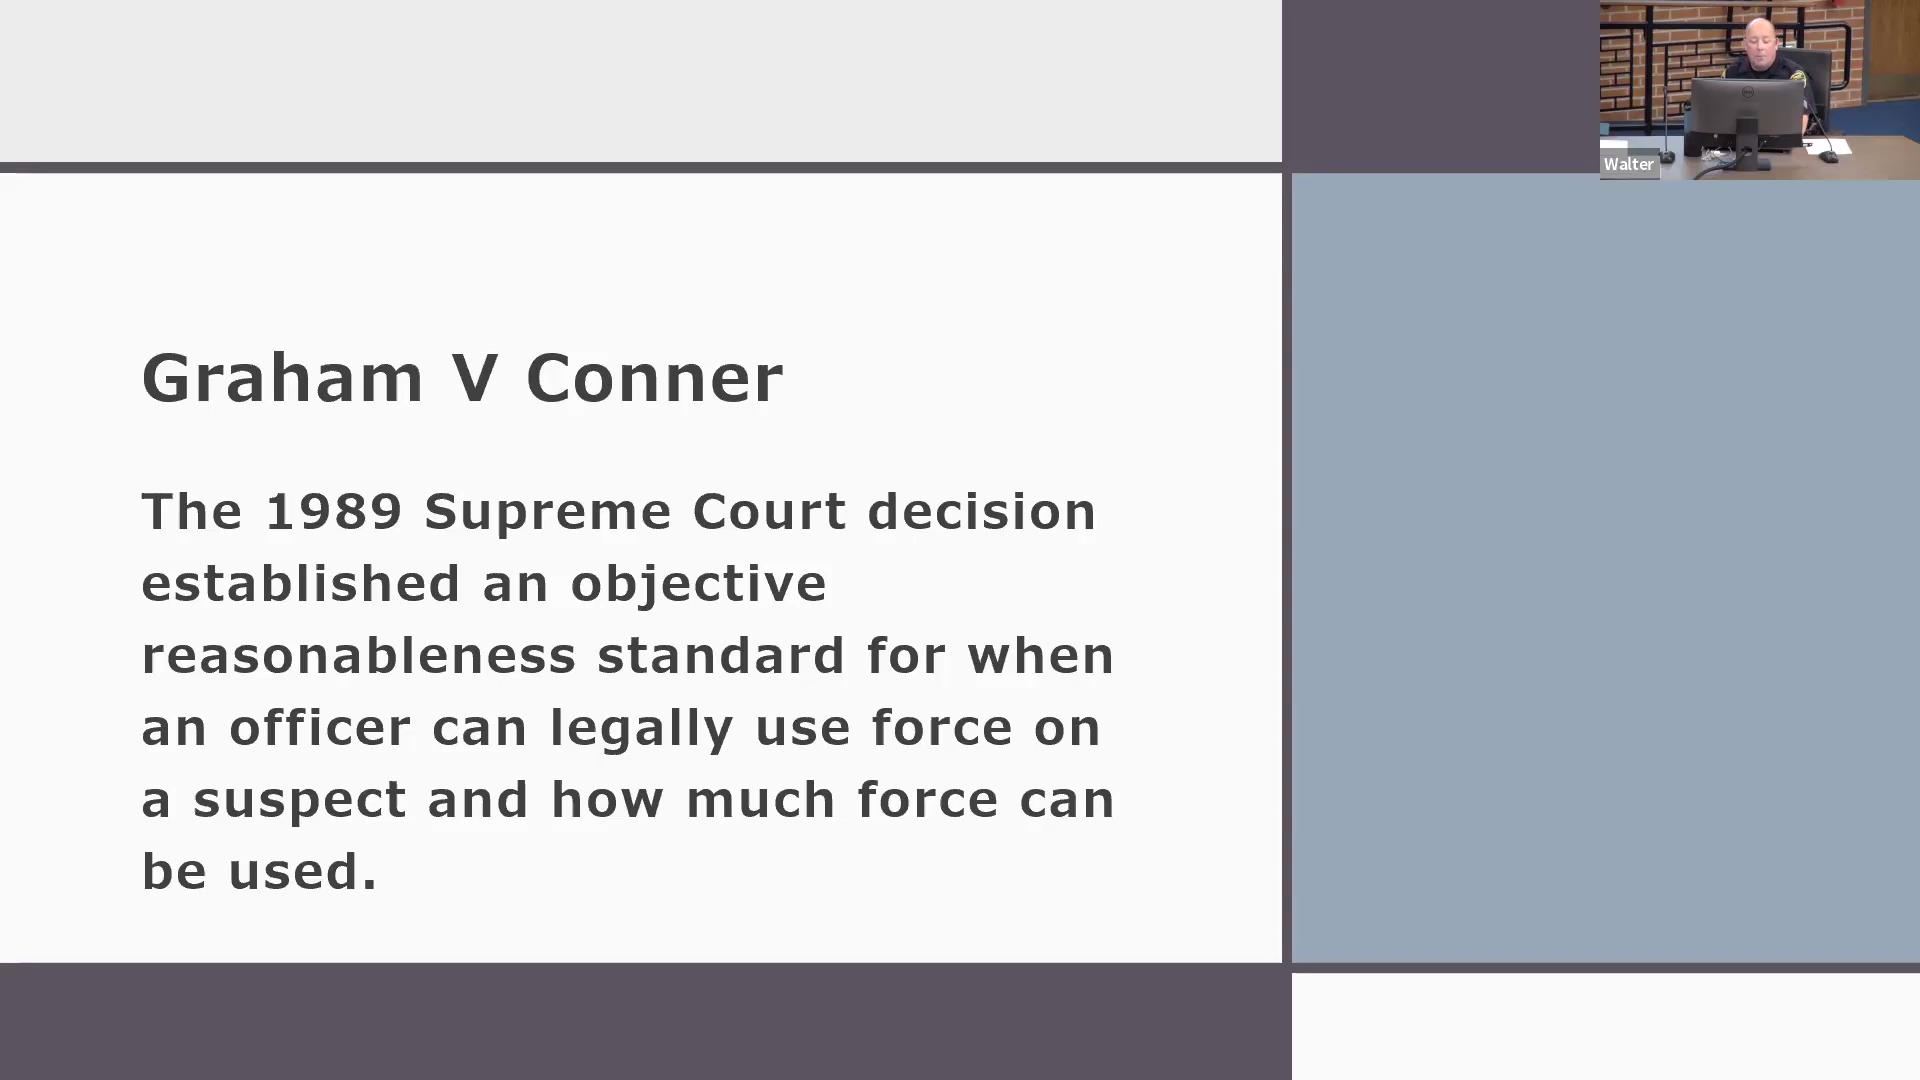 Walter
Graham V Conner
The 1989 Supreme Court decision
established an objective
reasonableness standard for when
an officer can legally use force on
a suspect and how much force can
be used.